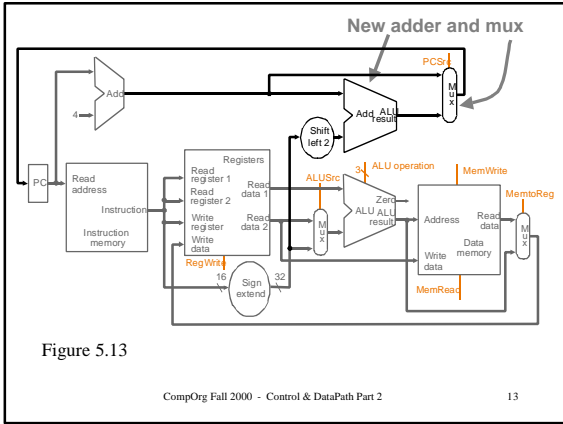 New adder and mux
PCSrc
M
u
x
Add
4
Add ALU
result
Shift
left 2
PC
Read
address
Instruction
Instruction
memory
Registers
Read
register 1
Read
register 2
Write
register
Write
data
Read
data 1
Read
data 2
RegWrite
16
Sign
extend
32
ALUSrc
M
u
x
3
ALU operation
Zero
ALU ALU
result
MemWrite
Address
Read
data
Write
data
Data
memory
MemRead
MemtoReg
M
u
x
Figure 5.13
CompOrg Fall 2000 - Control & DataPath Part 2
13